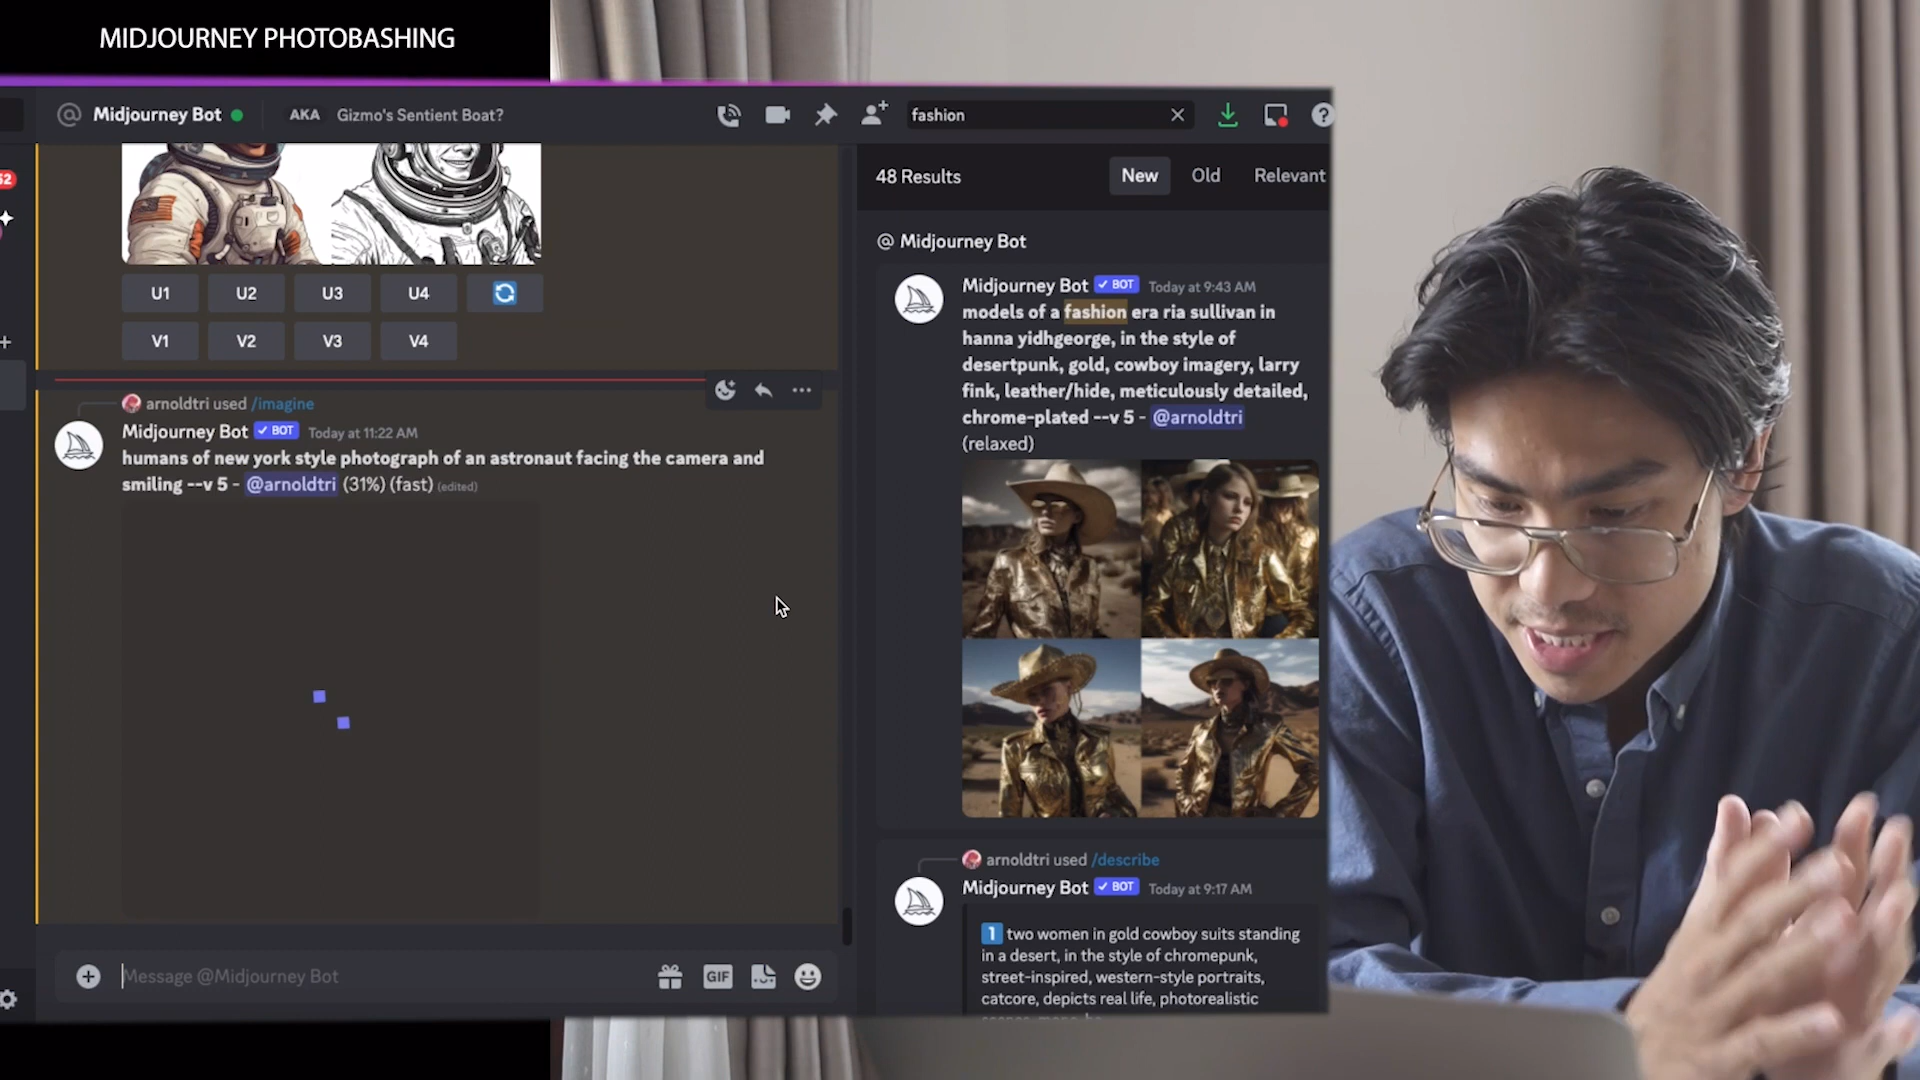 MIDJOURNEY PHOTOBASHING
Midjourney Bot
AKA Gizmo's Sentient Boat?
fashion
52
U1 U2 U3 U4
V1 V2 V3 V4
arnoldtri used /imagine
Midjourney Bot BOT Today at 11:22 AM
humans of new york style photograph of an astronaut facing the camera and
smiling --v 5 - @arnoldtri (31%) (fast) (edited)
Message @Midjourney Bot
GIF
48 Results
New Old Relevant
@ Midjourney Bot
Midjourney Bot BOT Today at 9:43 AM
models of a fashion era ria sullivan in
hanna yidhgeorge, in the style of
desertpunk, gold, cowboy imagery, larry
fink, leather/hide, meticulously detailed,
chrome-plated --v 5 - @arnoldtri
(relaxed)
arnoldtri used /describe
Midjourney Bot BOT Today at 9:17 AM
1 two women in gold cowboy suits standing
in a desert, in the style of chromepunk,
street-inspired, western-style portraits,
catcore, depicts real life, photorealistic